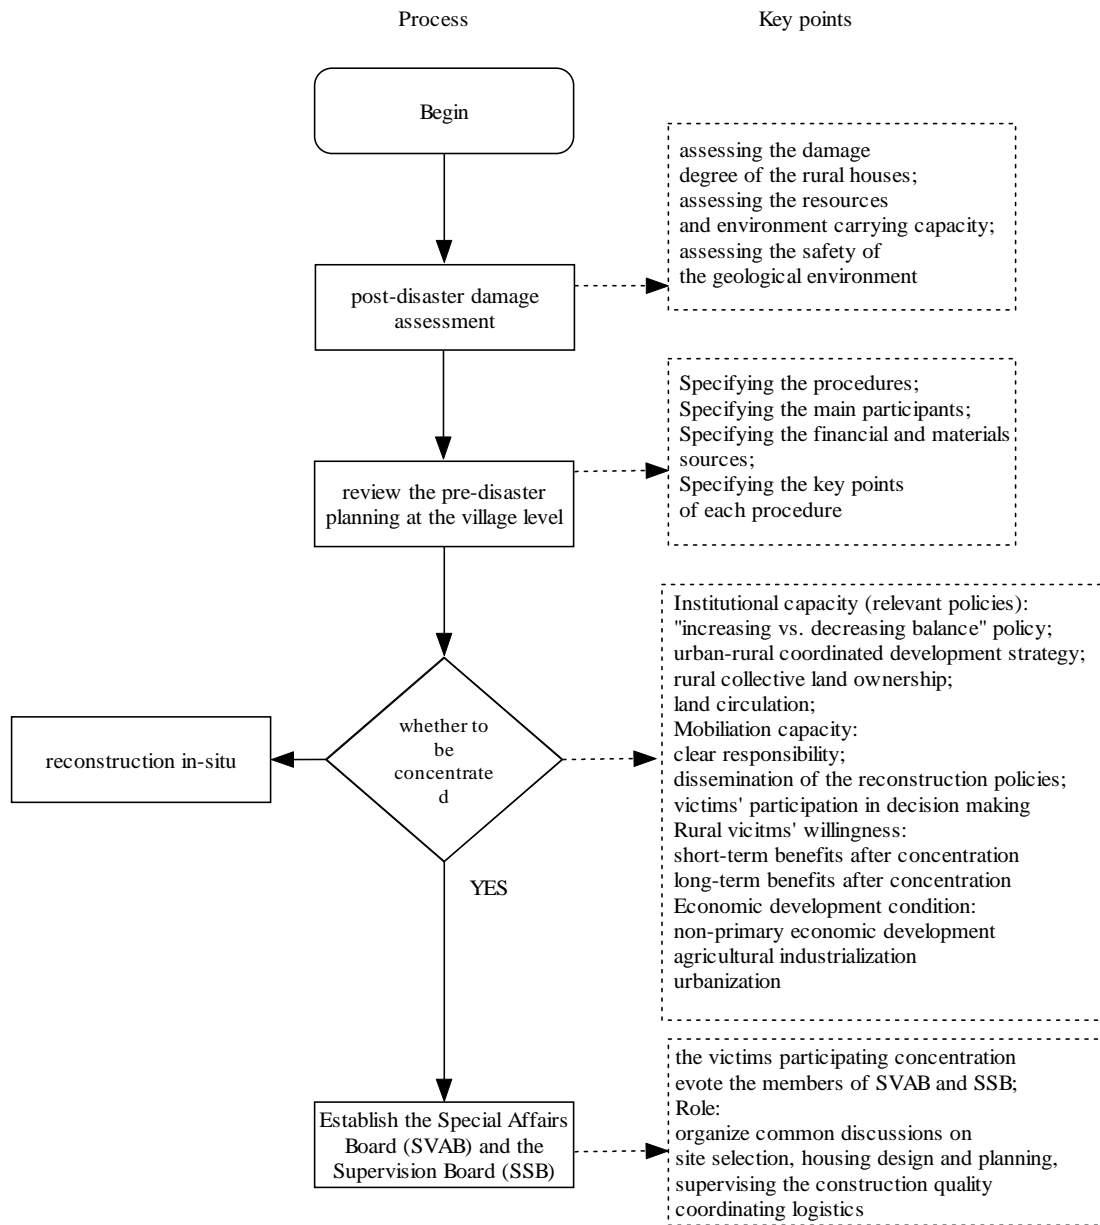 Process
Key points
Begin
assessing the damage
degree of the rural houses;
assessing the resources
and environment carrying capacity;
assessing the safety of
the geological environment
post-disaster damage
assessment
Specifying the procedures;
Specifying the main participants;
Specifying the financial and materials
sources;
Specifying the key points
of each procedure
review the pre-disaster
planning at the village level
Institutional capacity (relevant policies):
"increasing vs. decreasing balance" policy;
urban-rural coordinated development strategy;
rural collective land ownership;
land circulation;
Mobiliation capacity:
clear responsibility;
dissemination of the reconstruction policies;
victims' participation in decision making
Rural vicitms' willingness:
short-term benefits after concentration
long-term benefits after concentration
Economic development condition:
non-primary economic development
agricultural industrialization
urbanization
whether to
be
concentrate
d
reconstruction in-situ
YES
Establish the Special Affairs
Board (SVAB) and the
Supervision Board (SSB)
the victims participating concentration
evote the members of SVAB and SSB;
Role:
organize common discussions on
site selection, housing design and planning,
supervising the construction quality
coordinating logistics